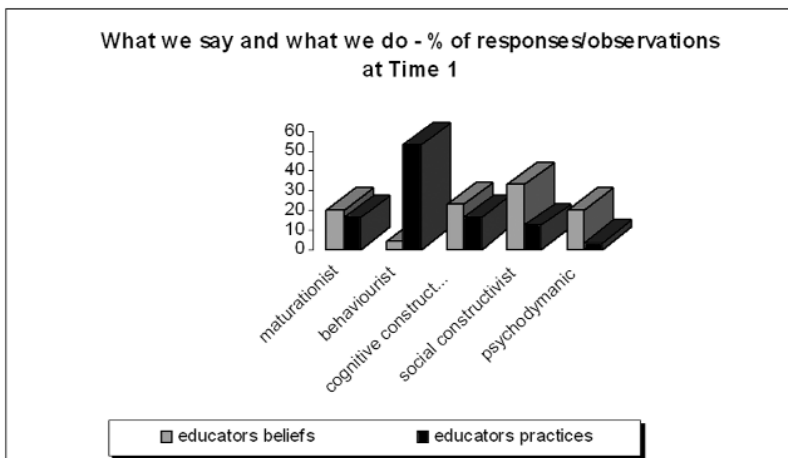 What we say and what we do - % of responses/observations
at Time 1
60
50
40
30
20
10
0
maturationist
behaviourist
cognitive construct...
social constructivist
psychodymanic
educators beliefs
educators practices